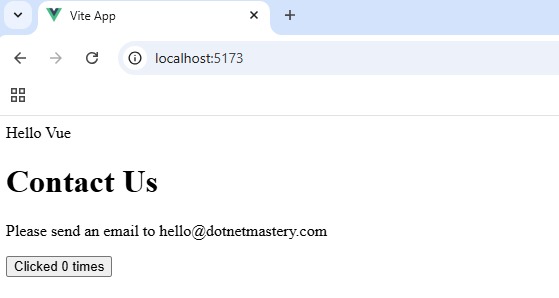 Vite App
localhost:5173
Hello Vue
Contact Us
Please send an email to hello@dotnetmastery.com
Clicked 0 times